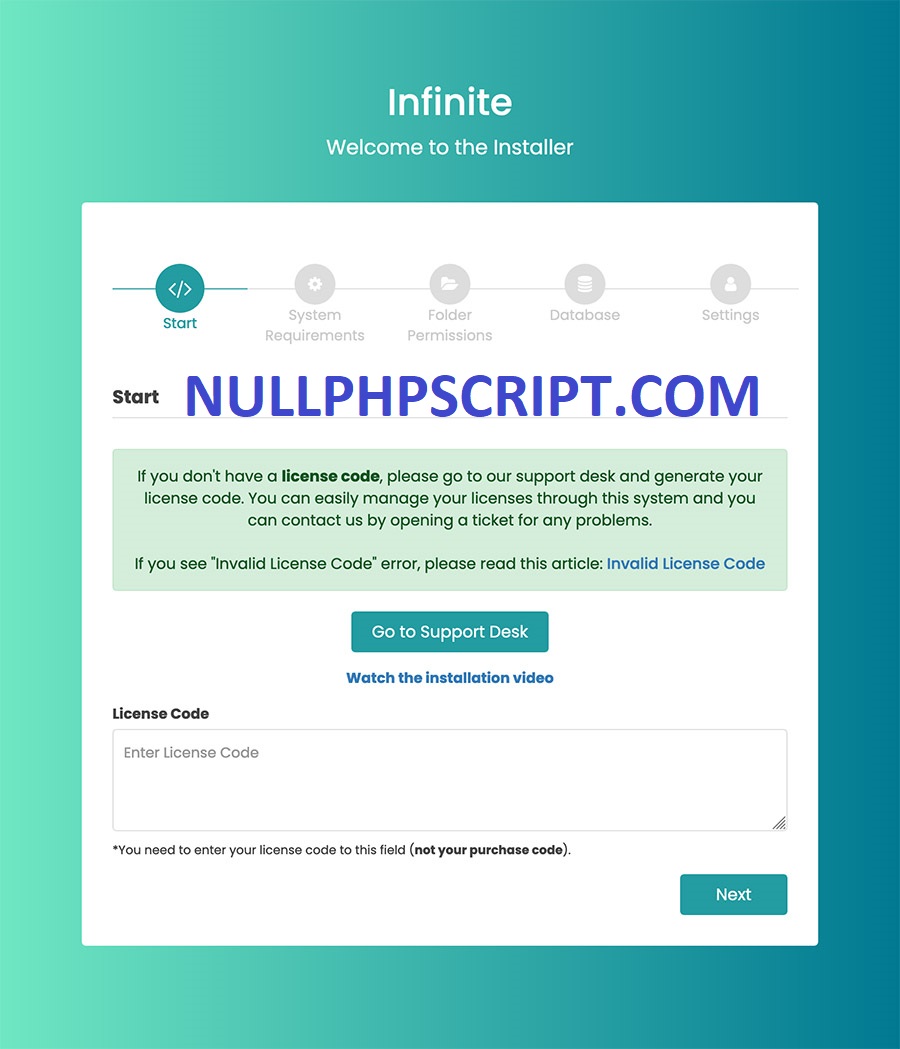 Infinite
Welcome to the Installer
Start
System
Requirements
Folder
Permissions
Database
Settings
Start
NULLPHPSCRIPT.COM
If you don't have a license code, please go to our support desk and generate your
license code. You can easily manage your licenses through this system and you
can contact us by opening a ticket for any problems.
If you see "Invalid License Code" error, please read this article: Invalid License Code
Go to Support Desk
Watch the installation video
License Code
Enter License Code
*You need to enter your license code to this field (not your purchase code).
Next